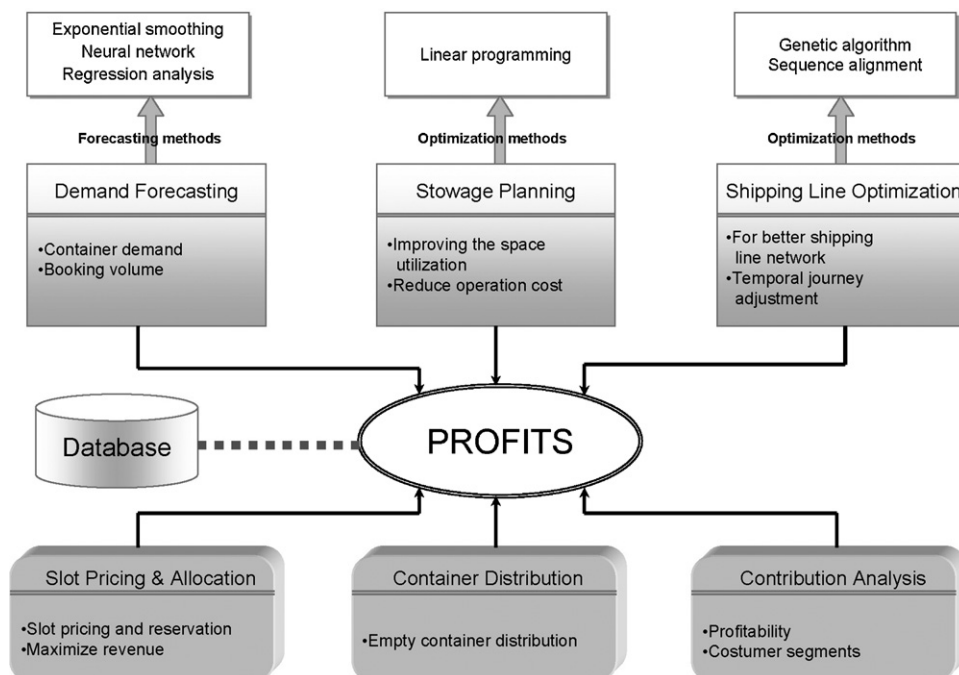 Exponential smoothing
Neural network
Regression analysis
Linear programming
Genetic algorithm
Sequence alignment
Forecasting methods
Optimization methods
Optimization methods
Demand Forecasting
•Container demand
•Booking volume
Stowage Planning
•Improving the space
utilization
•Reduce operation cost
Shipping Line Optimization
•For better shipping
line network
•Temporal journey
adjustment
Database
PROFITS
Slot Pricing & Allocation
•Slot pricing and reservation
•Maximize revenue
Container Distribution
•Empty container distribution
Contribution Analysis
•Profitability
•Costumer segments